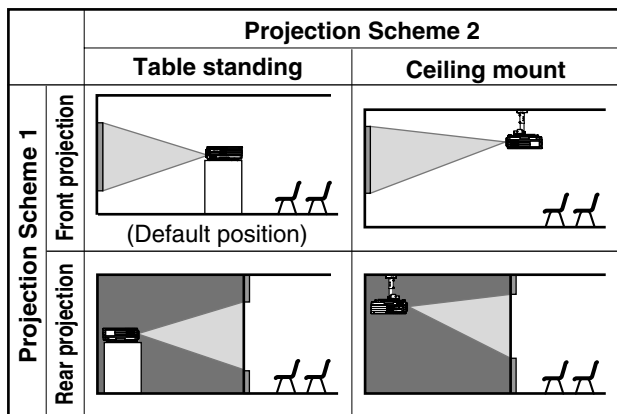 Projection Scheme 2
Table standing
Ceiling mount
Projection Scheme 1
Front projection
(Default position)
Rear projection